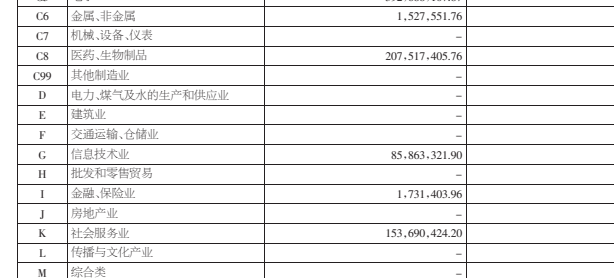 C6 金属、非金属 1,527,551.76
C7 机械、设备、仪表 –
C8 医药、生物制品 207,517,405.76
C99 其他制造业 –
D 电力、煤气及水的生产和供应业 –
E 建筑业 –
F 交通运输、仓储业 –
G 信息技术业 85,863,321.90
H 批发和零售贸易 –
I 金融、保险业 1,731,403.96
J 房地产业 –
K 社会服务业 153,690,424.20
L 传播与文化产业 –
M 综合类 –